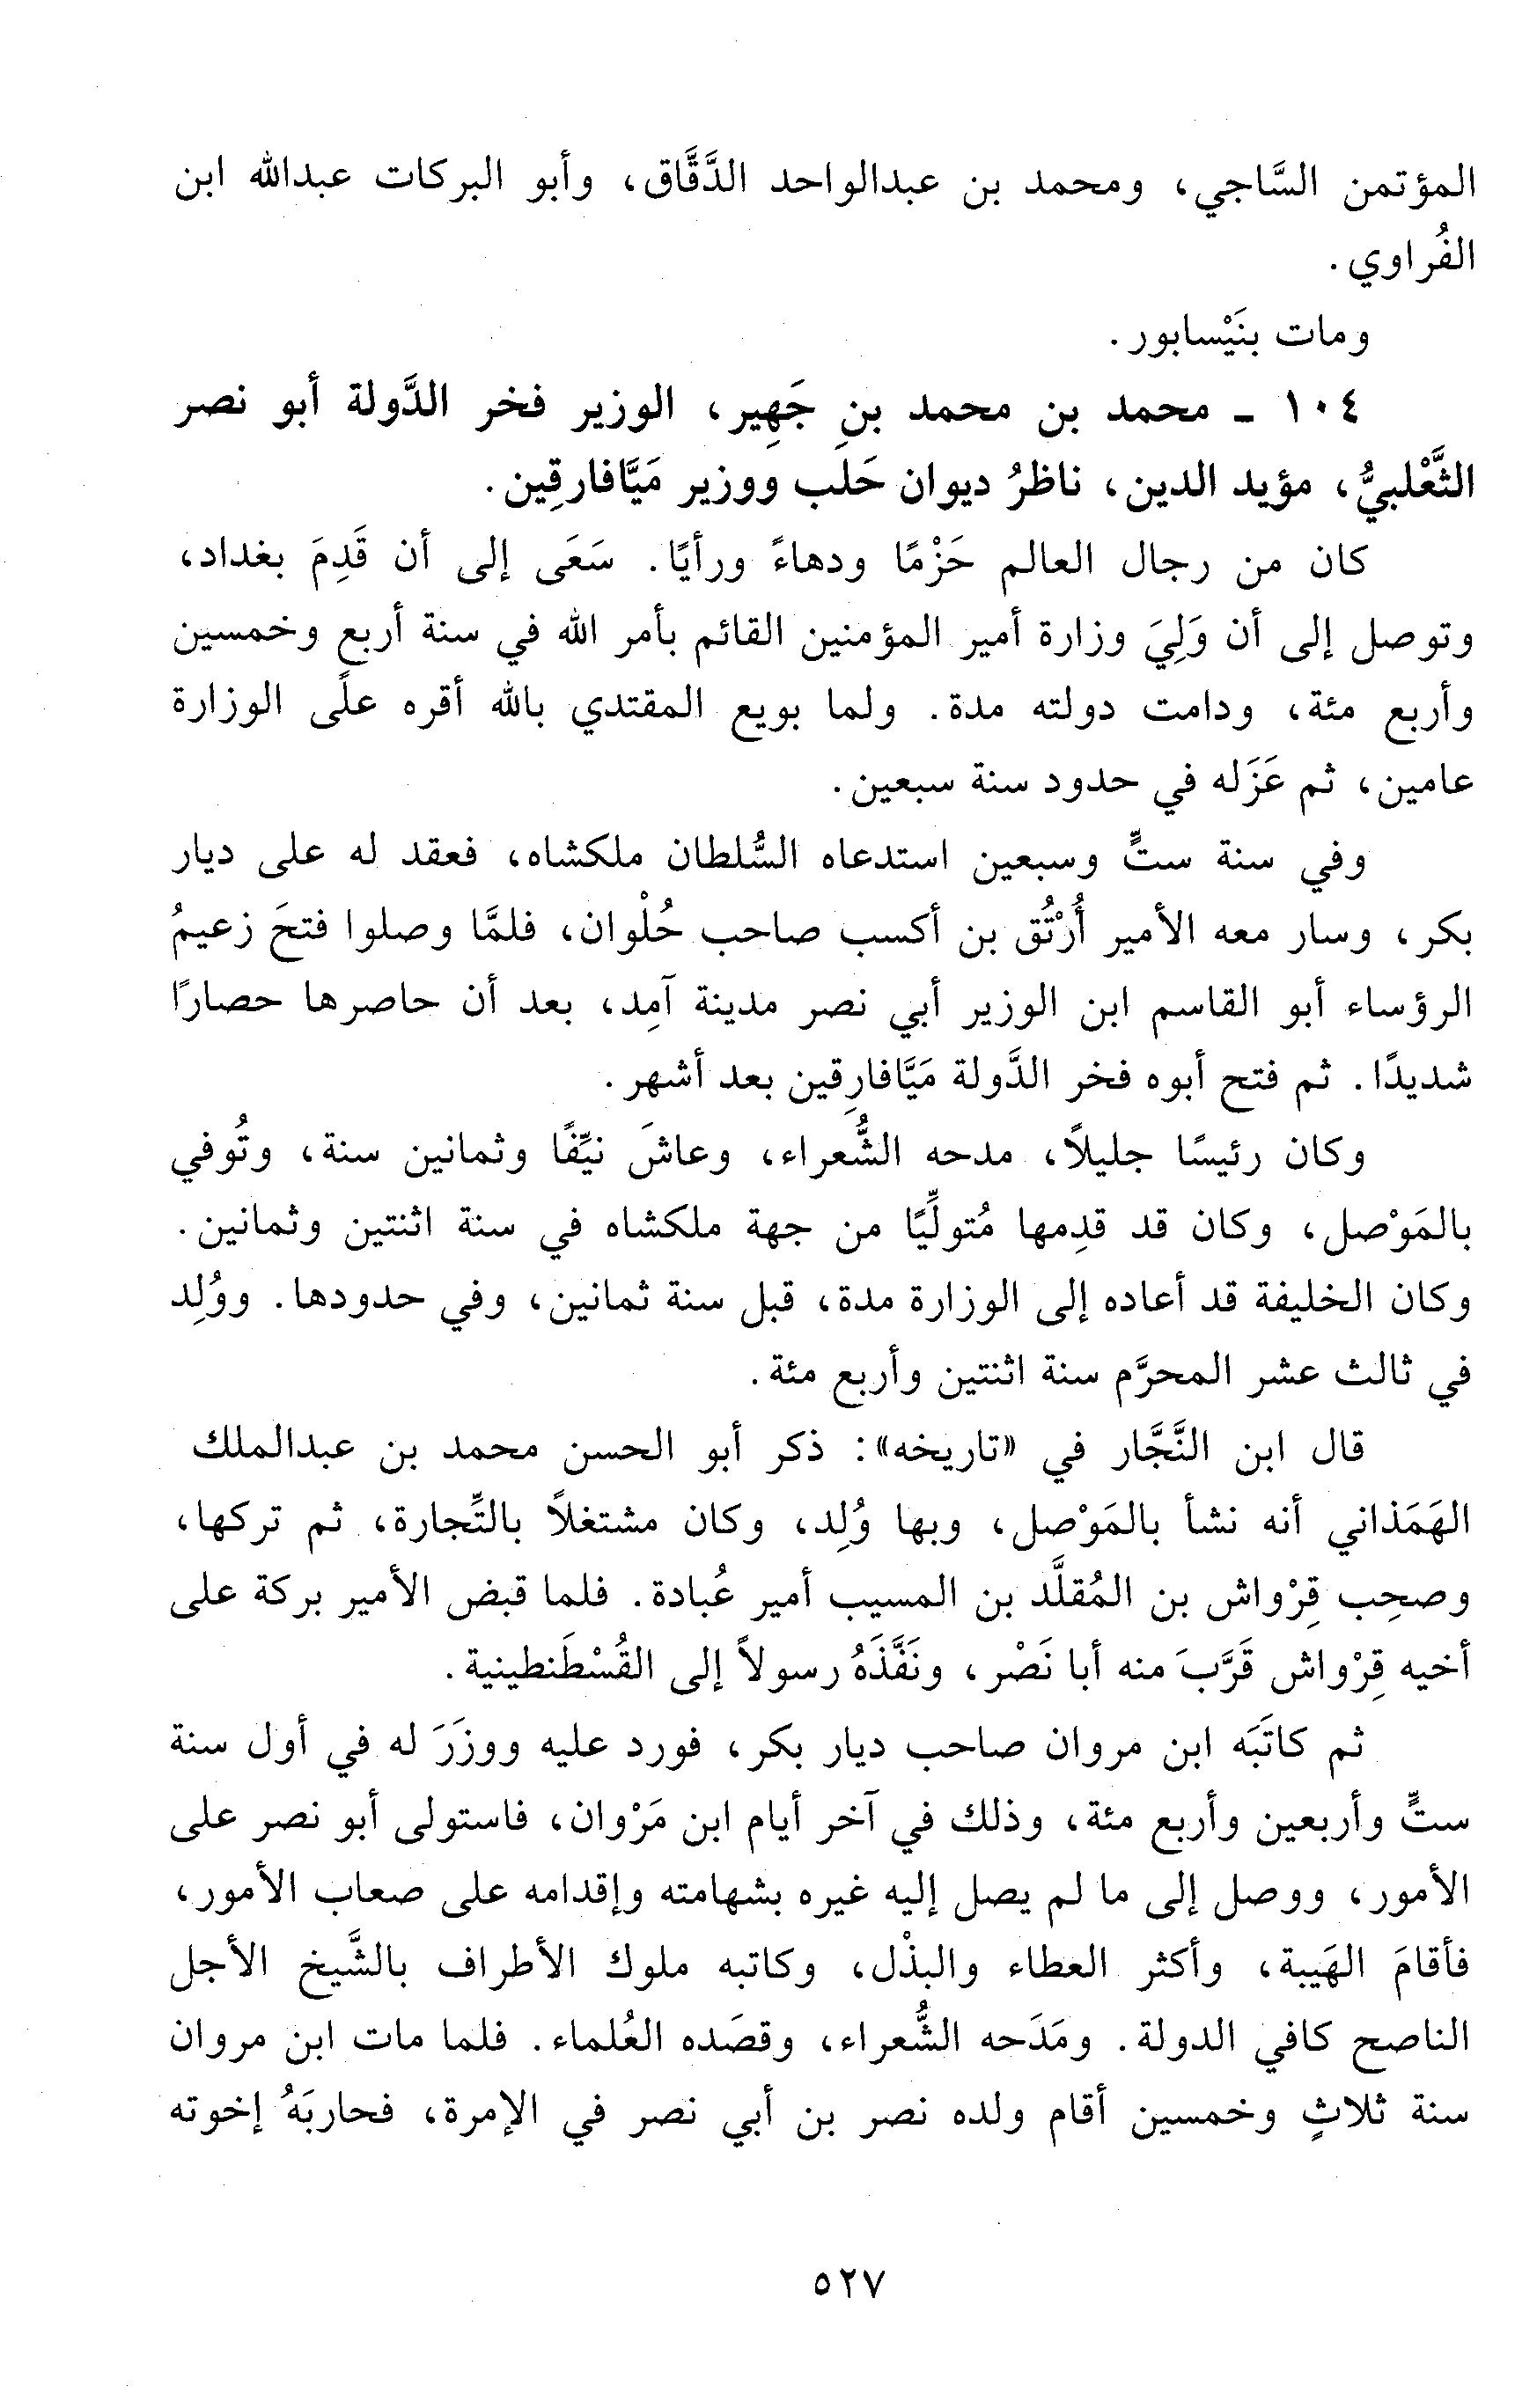 المؤتمن السَّاجي، ومحمد بن عبدالواحد الدَّقَّاق، وأبو البركات عبدالله ابن
الفُراوي.
ومات بنَيْسابور.
١٠٤ - محمد بن محمد بنِ جَهِير، الوزير فخر الدَّولة أبو نصر
الثَّعْلبيُّ، مؤيد الدين، ناظرُ ديوان حَلَب ووزير مَيَّافارقِين.
كان من رجال العالم حَزْمًا ودهاءً ورأيًا. سَعَى إلى أن قَدِمَ بغداد،
وتوصل إلى أن وَلِيَ وزارة أمير المؤمنين القائم بأمر الله في سنة أربع وخمسين
وأربع مئة، ودامت دولته مدة. ولما بويع المقتدي بالله أقره على الوزارة
عامين، ثم عَزَله في حدود سنة سبعين.
وفي سنة ستٍّ وسبعين استدعاه السُّلطان ملكشاه، فعقد له على ديار
بكر، وسار معه الأمير أُرْتُق بن أكسب صاحب حُلْوان، فلمَّا وصلوا فتحَ زعيمُ
الرؤساء أبو القاسم ابن الوزير أبي نصر مدينة آمِد، بعد أن حاصرها حصارًا
شديدًا. ثم فتح أبوه فخر الدَّولة مَيَّافارِقين بعد أشهر.
وكان رئيسًا جليلاً، مدحه الشُّعراء، وعاشَ نيِّفًا وثمانين سنة، وتُوفي
بالمَوْصل، وكان قد قدِمها مُتولِّيًا من جهة ملكشاه في سنة اثنتين وثمانين.
وكان الخليفة قد أعاده إلى الوزارة مدة، قبل سنة ثمانين، وفي حدودها. ووُلِد
في ثالث عشر المحرَّم سنة اثنتين وأربع مئة.
قال ابن النَّجَّار في «تاريخه»: ذكر أبو الحسن محمد بن عبدالملك
الهَمَذاني أنه نشأ بالمَوْصل، وبها وُلِد، وكان مشتغلاً بالتِّجارة، ثم تركها،
وصحِب قِرْواش بن المُقلَّد بن المسيب أمير عُبادة. فلما قبض الأمير بركة على
أخيه قِرْواش قَرَّبَ منه أبا نَصْر، ونَفَّذَهُ رسولاً إلى القُسْطَنطينية.
ثم كاتَبَه ابن مروان صاحب ديار بكر، فورد عليه ووزَرَ له في أول سنة
ستٍّ وأربعين وأربع مئة، وذلك في آخر أيام ابن مَرْوان، فاستولى أبو نصر على
الأمور، ووصل إلى ما لم يصل إليه غيره بشهامته وإقدامه على صعاب الأمور،
فأقامَ الهَيبة، وأكثر العطاء والبذْل، وكاتبه ملوك الأطراف بالشَّيخ الأجل
الناصح كافي الدولة. ومَدَحه الشُّعراء، وقصَده العُلماء. فلما مات ابن مروان
سنة ثلاثٍ وخمسين أقام ولده نصر بن أبي نصر في الإمرة، فحاربَهُ إخوته
٥٢٧